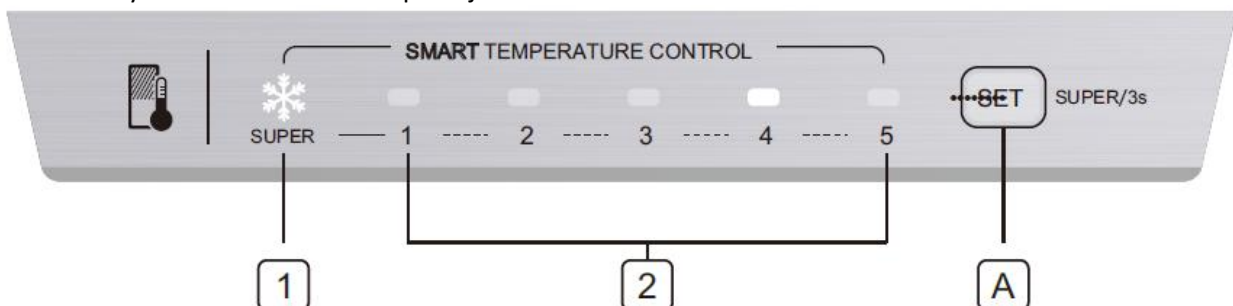 SMART TEMPERATURE CONTROL
SET SUPER/3s
SUPER 1 2 3 4 5
1 2 A